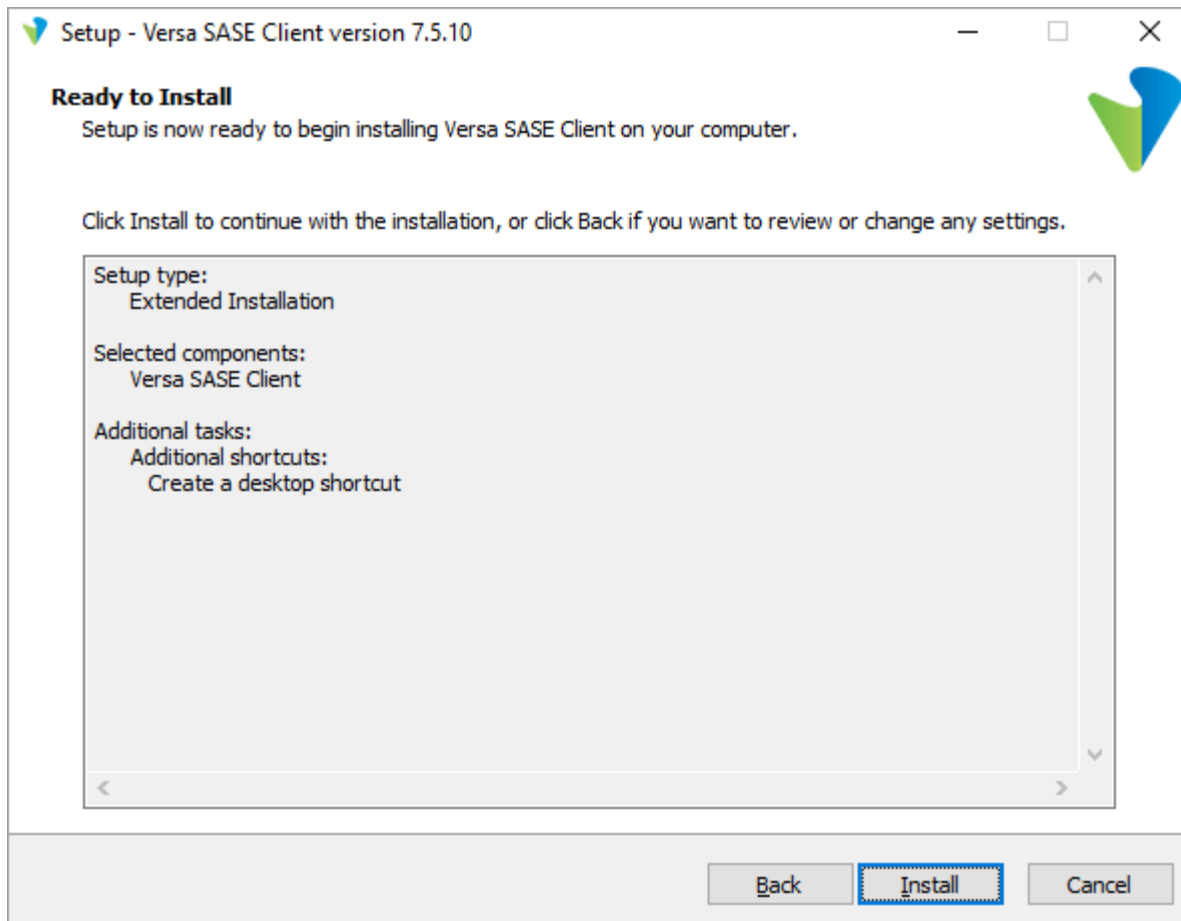 Setup - Versa SASE Client version 7.5.10
Ready to Install
Setup is now ready to begin installing Versa SASE Client on your computer.
Click Install to continue with the installation, or click Back if you want to review or change any settings.
Setup type:
Extended Installation
Selected components:
Versa SASE Client
Additional tasks:
Additional shortcuts:
Create a desktop shortcut
Back Install Cancel